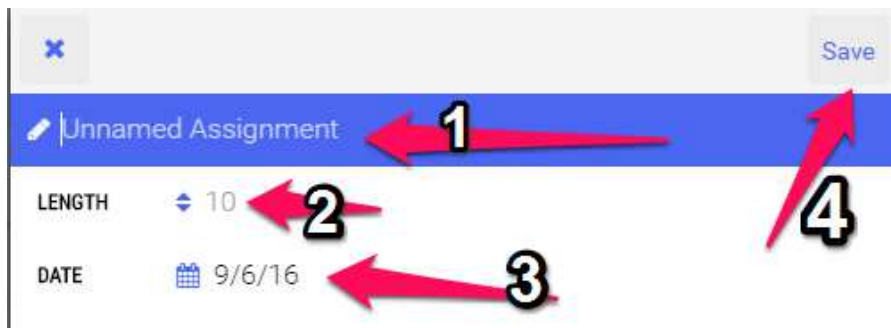 Save
Unnamed Assignment 1
LENGTH 10 2
4
DATE 9/6/16 3